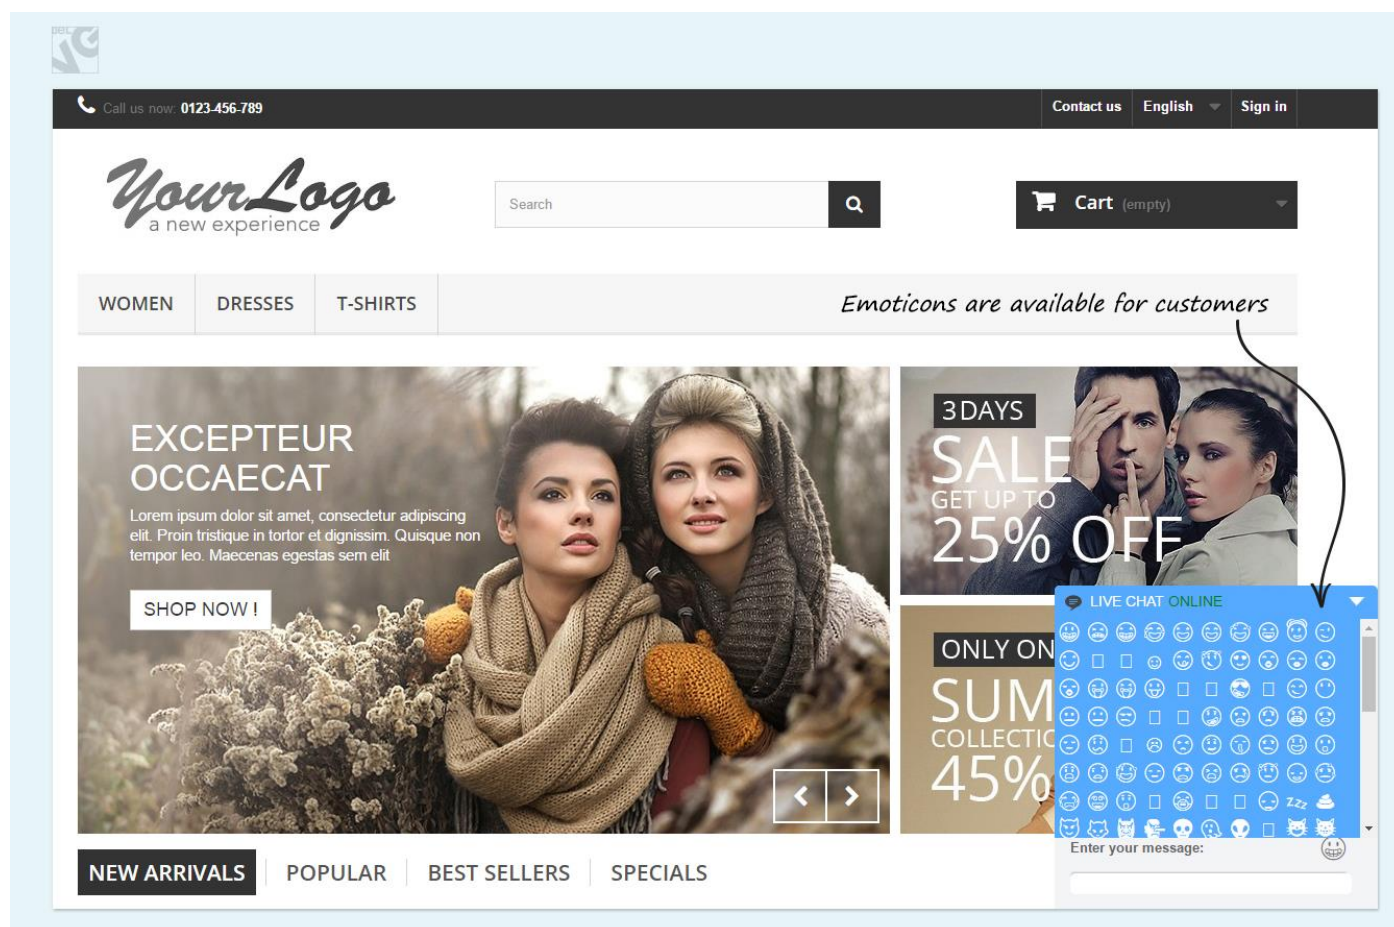 Call us now: 0123-456-789
Contact us
English
Sign in
YourLogo
a new experience
Search
Cart (empty)
WOMEN
DRESSES
T-SHIRTS
Emoticons are available for customers
EXCEPTEUR
OCCAECAT
Lorem ipsum dolor sit amet, consectetur adipiscing
elit. Proin tristique in tortor et dignissim. Quisque non
tempor leo. Maecenas egestas sem elit
SHOP NOW !
3 DAYS
SALE
GET UP TO
25% OFF
ONLY ON
SUM
COLLECTIC
45%
LIVE CHAT ONLINE
zzz
Enter your message:
NEW ARRIVALS
POPULAR
BEST SELLERS
SPECIALS